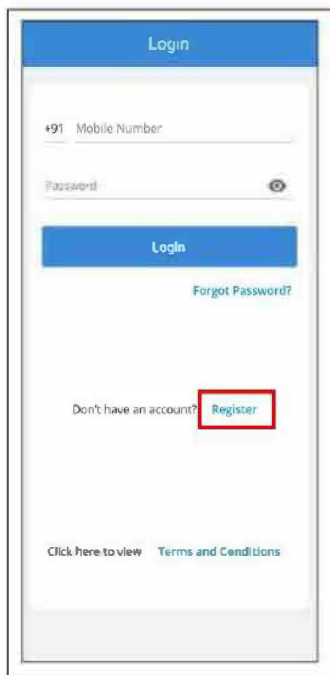 Login
+91 Mobile Number
Password
Login
Forgot Password?
Don't have an account? Register
Click here to view Terms and Conditions